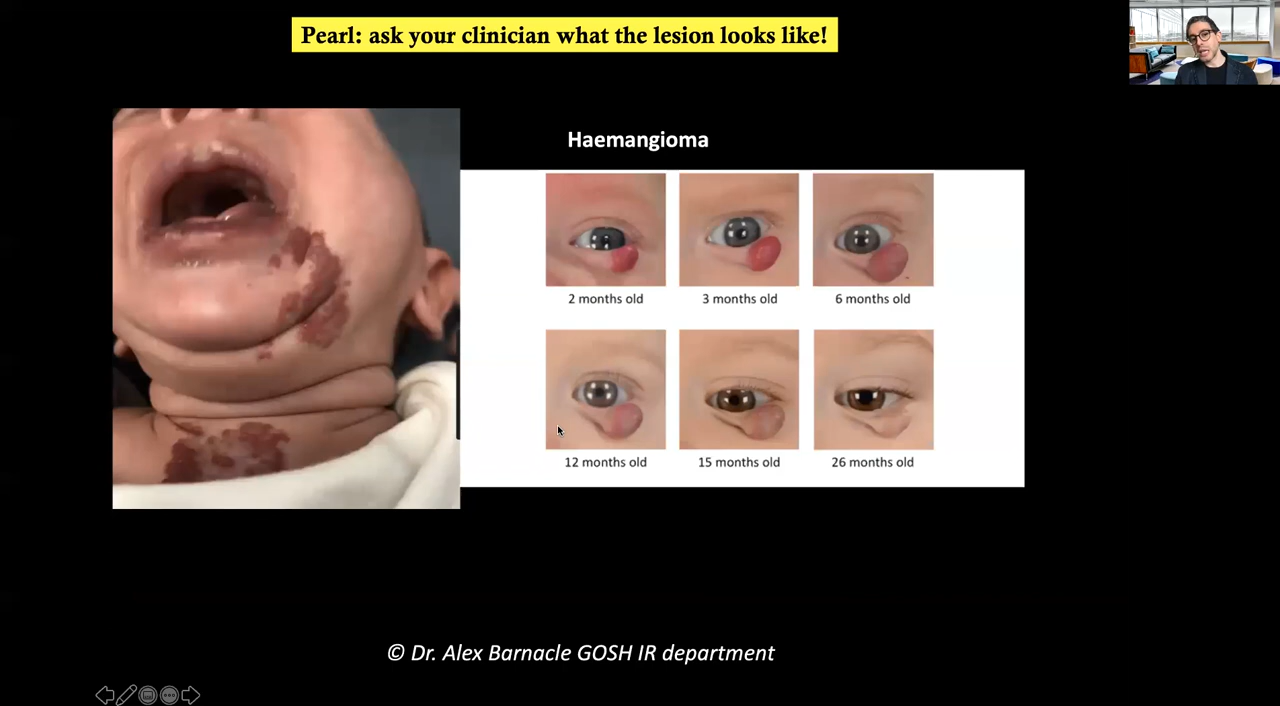 Pearl: ask your clinician what the lesion looks like!
Haemangioma
2 months old
3 months old
6 months old
12 months old
15 months old
26 months old
© Dr. Alex Barnacle GOSH IR department